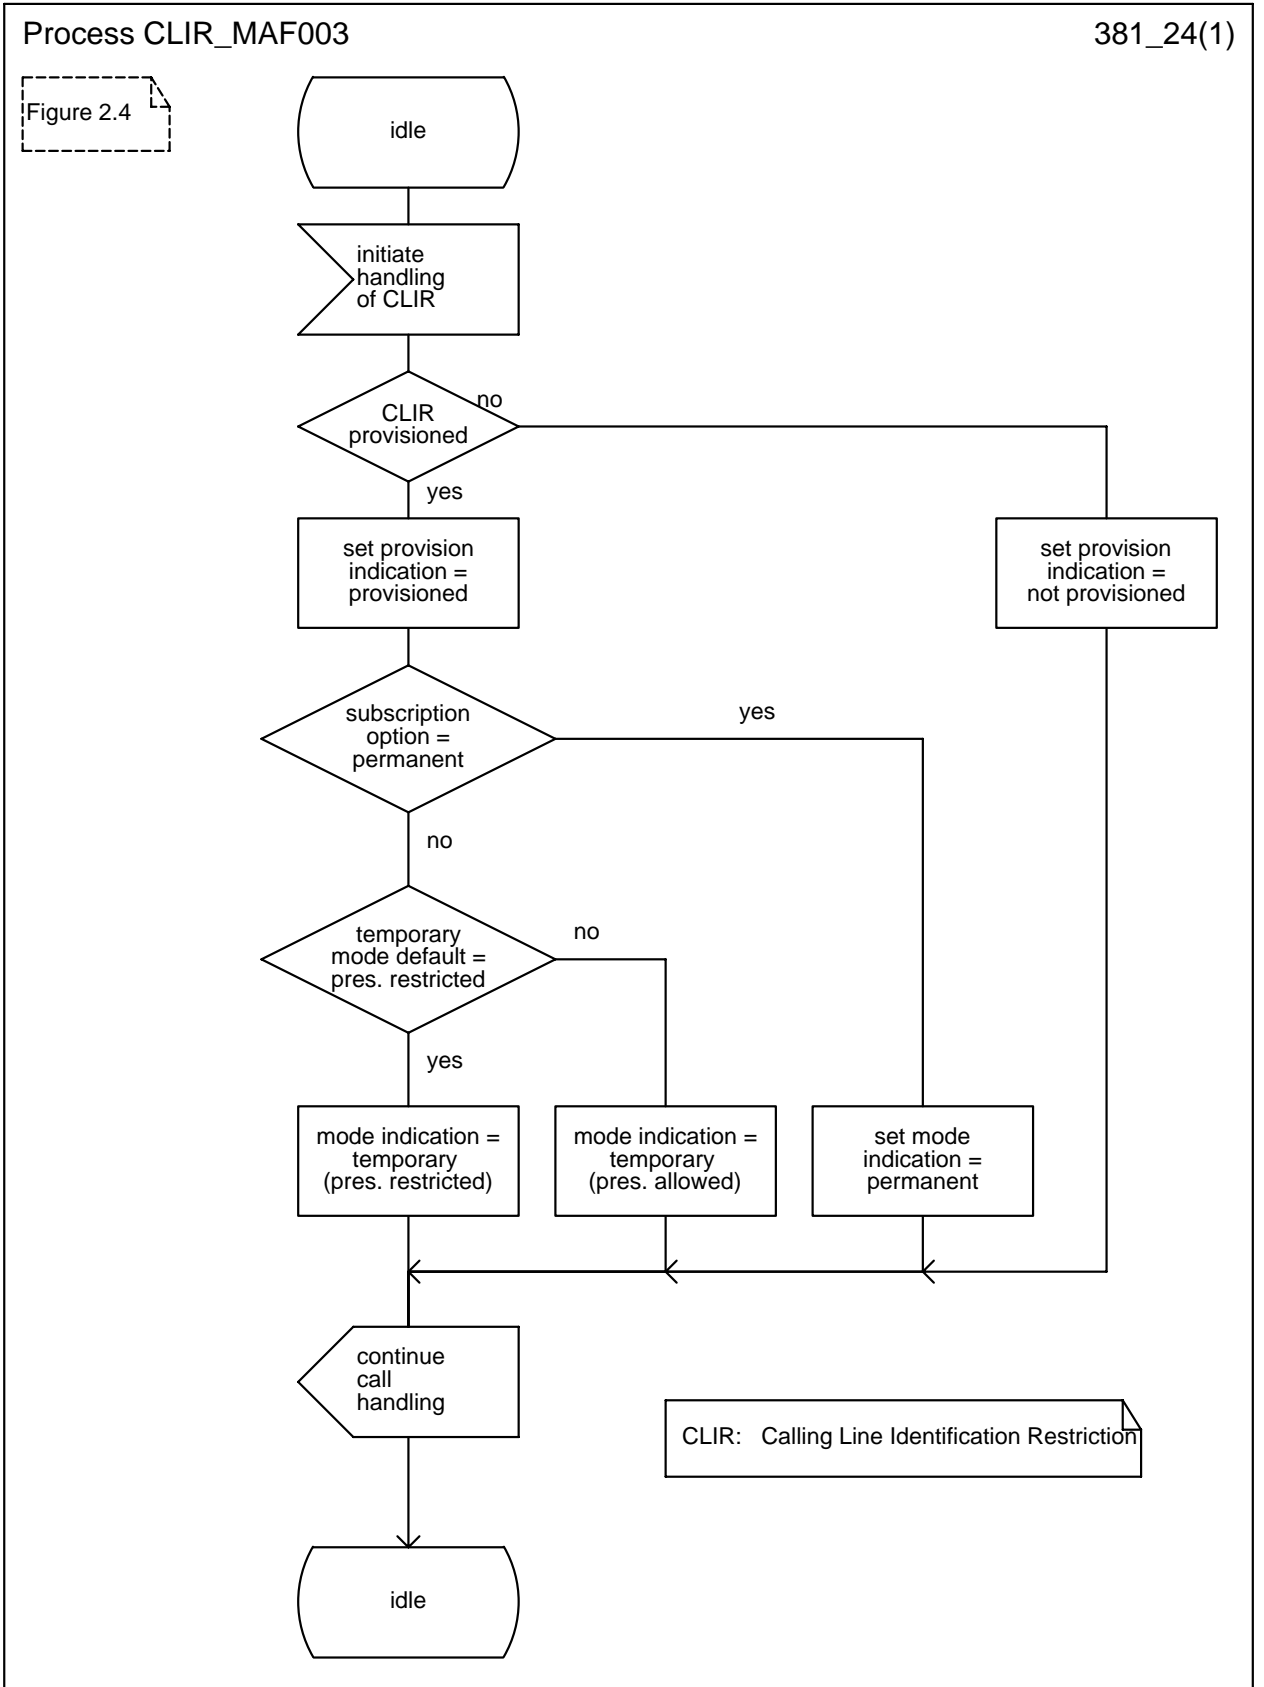 Process CLIR_MAF003
381_24(1)
Figure 2.4
idle
initiate
handling
of CLIR
CLIR
provisioned
no
yes
set provision
indication =
provisioned
set provision
indication =
not provisioned
subscription
option =
permanent
yes
no
temporary
mode default =
pres. restricted
no
yes
mode indication =
temporary
(pres. restricted)
mode indication =
temporary
(pres. allowed)
set mode
indication =
permanent
continue
call
handling
CLIR: Calling Line Identification Restriction
idle